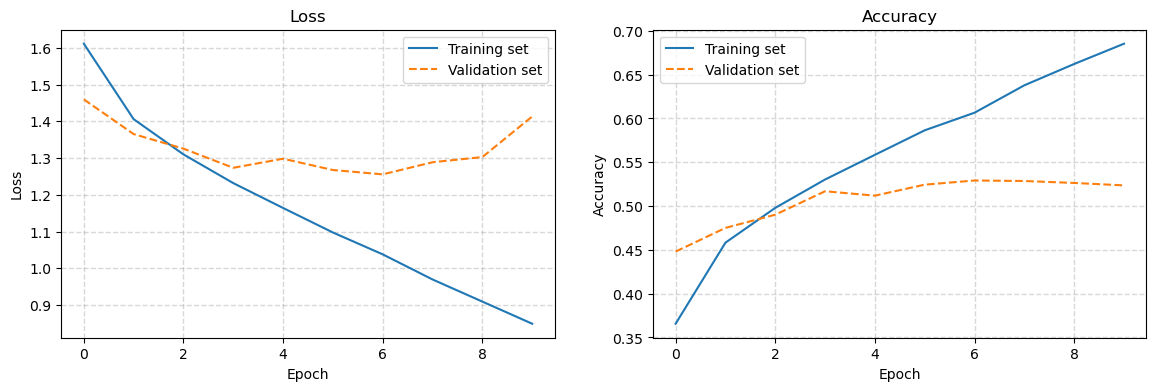 Loss
Training set
Validation set
1.6
1.5
1.4
1.3
1.2
1.1
1.0
0.9
Loss
0 2 4 6 8
Epoch
Accuracy
Training set
Validation set
0.70
0.65
0.60
0.55
0.50
0.45
0.40
0.35
Accuracy
0 2 4 6 8
Epoch